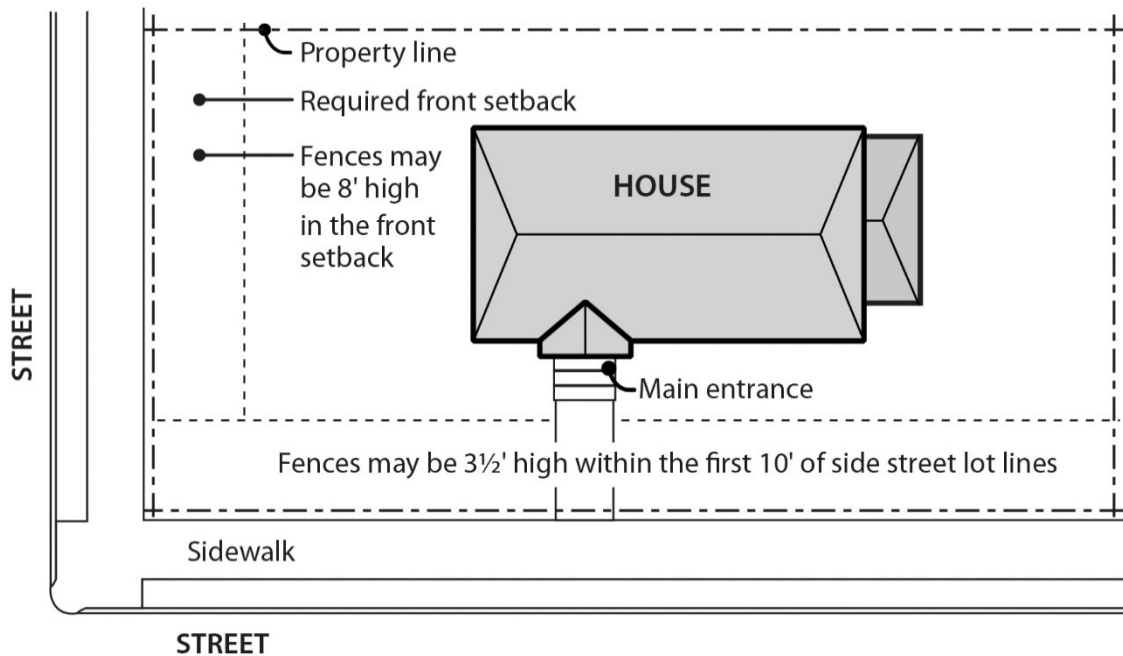 Property line
Required front setback
Fences may
be 8' high
in the front
setback
HOUSE
STREET
Main entrance
Fences may be 3½' high within the first 10' of side street lot lines
Sidewalk
STREET